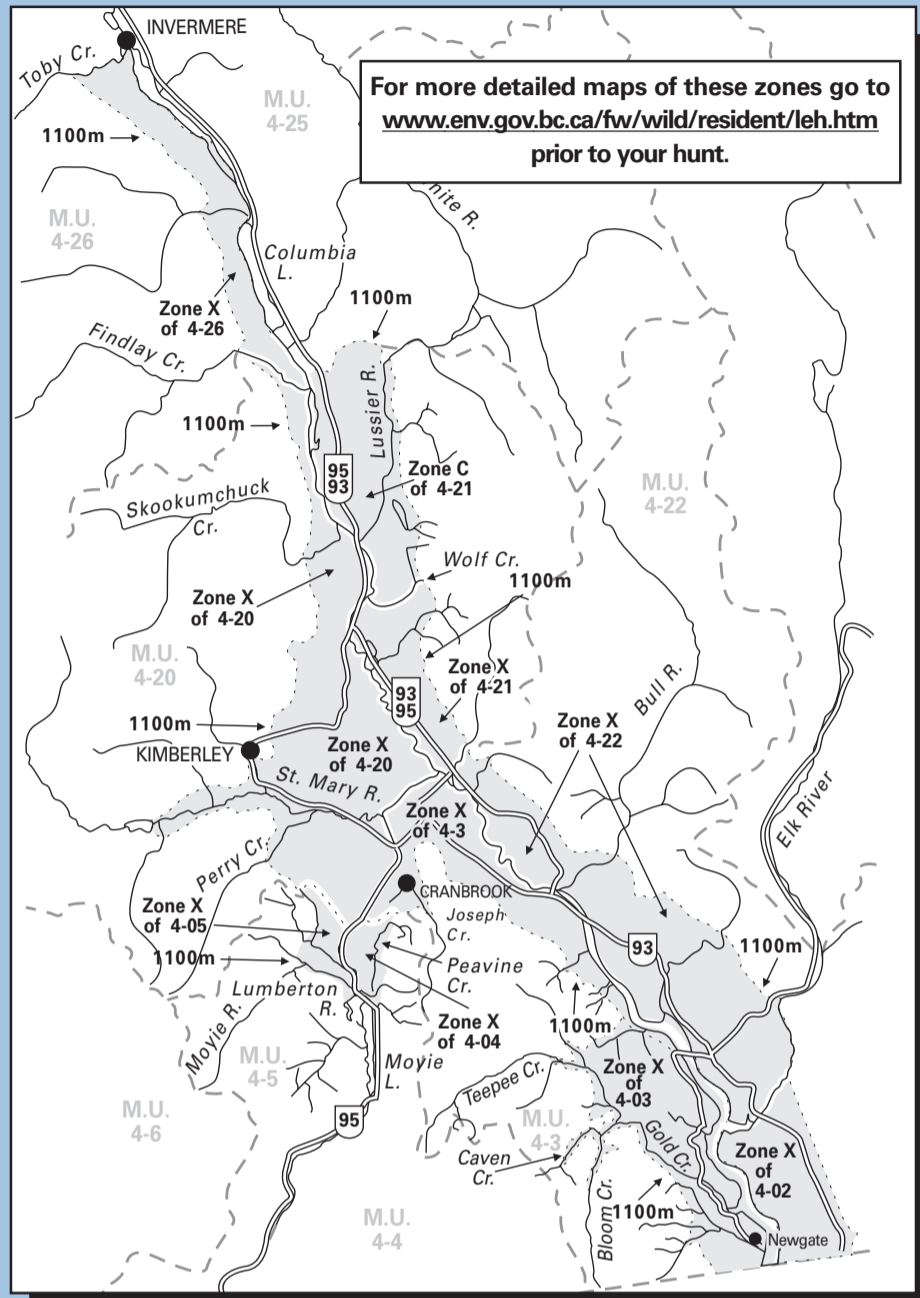 INVERMERE
Toby Cr.
For more detailed maps of these zones go to
www.env.gov.bc.ca/fw/wild/resident/leh.htm
prior to your hunt.
M.U.
4-25
1100m
M.U.
4-26
Columbia
L.
Zone X
of 4-26
1100m
Findlay Cr.
Lussier R.
1100m
95
93
Zone C
of 4-21
M.U.
4-22
Skookumchuck
Cr.
Wolf Cr.
1100m
Zone X
of 4-20
M.U.
4-20
Zone X
of 4-21
93
95
Bull R.
1100m
KIMBERLEY
Zone X
of 4-20
Zone X
of 4-22
St. Mary R.
Elk River
Zone X
of 4-3
Perry Cr.
CRANBROOK
Zone X
of 4-05
Joseph
Cr.
93
1100m
1100m
Peavine
Cr.
Lumberton
R.
Moyie R.
Zone X
of 4-04
1100m
M.U.
4-5
Moyie
L.
Teepee Cr.
Zone X
of
4-03
M.U.
4-6
95
M.U.
4-3
Gold Cr.
Caven
Cr.
Zone X
of
4-02
Bloom Cr.
1100m
M.U.
4-4
Newgate